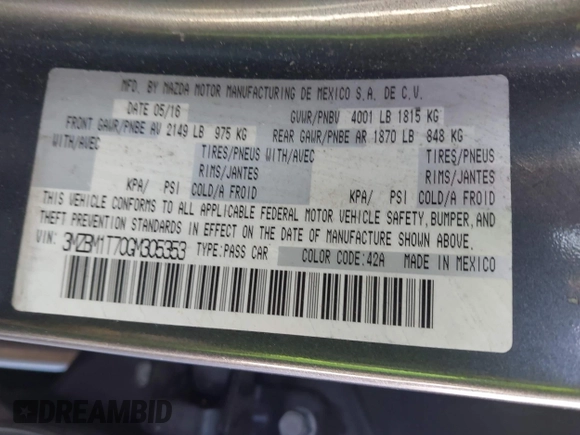 MFD. BY MAZDA MOTOR MANUFACTURING DE MEXICO S.A. DE C.V.
DATE 05/16 GVWR/PNBV 4001 LB 1815 KG
FRONT GAWR/PNBE AV 2149 LB 975 KG REAR GAWR/PNBE AR 1870 LB 848 KG
WITH/AVEC TIRES/PNEUS WITH/AVEC TIRES/PNEUS
RIMS/JANTES RIMS/JANTES
KPA/ PSI COLD/A FROID KPA/ PSI COLD/A FROID
THIS VEHICLE CONFORMS TO ALL APPLICABLE FEDERAL MOTOR VEHICLE SAFETY, BUMPER, AND
THEFT PREVENTION STANDARDS IN EFFECT ON THE DATE OF MANUFACTURE SHOWN ABOVE.
VIN: 3MZBM1T70GM305353 TYPE: PASS CAR COLOR CODE: 42A MADE IN MEXICO
DREAMBID